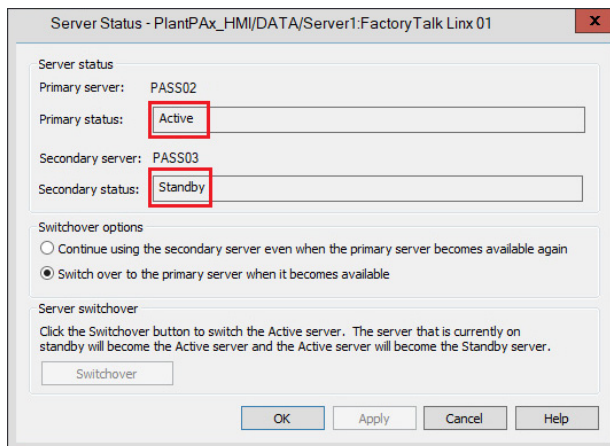 Server Status - PlantPAx_HMI/DATA/Server1:FactoryTalk Linx 01
x
Server status
Primary server: PASS02
Primary status: Active
Secondary server: PASS03
Secondary status: Standby
Switchover options
Continue using the secondary server even when the primary server becomes available again
Switch over to the primary server when it becomes available
Server switchover
Click the Switchover button to switch the Active server. The server that is currently on
standby will become the Active server and the Active server will become the Standby server.
Switchover
OK Apply Cancel Help